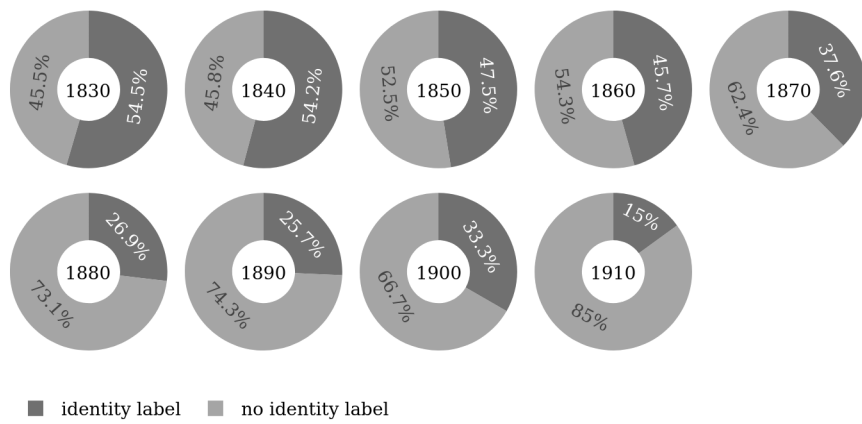 45.5% 1830 54.5%
45.8% 1840 54.2%
52.5% 1850 47.5%
54.3% 1860 45.7%
62.4% 1870 37.6%
73.1% 1880 26.9%
74.3% 1890 25.7%
66.7% 1900 33.3%
85% 1910 15%
identity label
no identity label